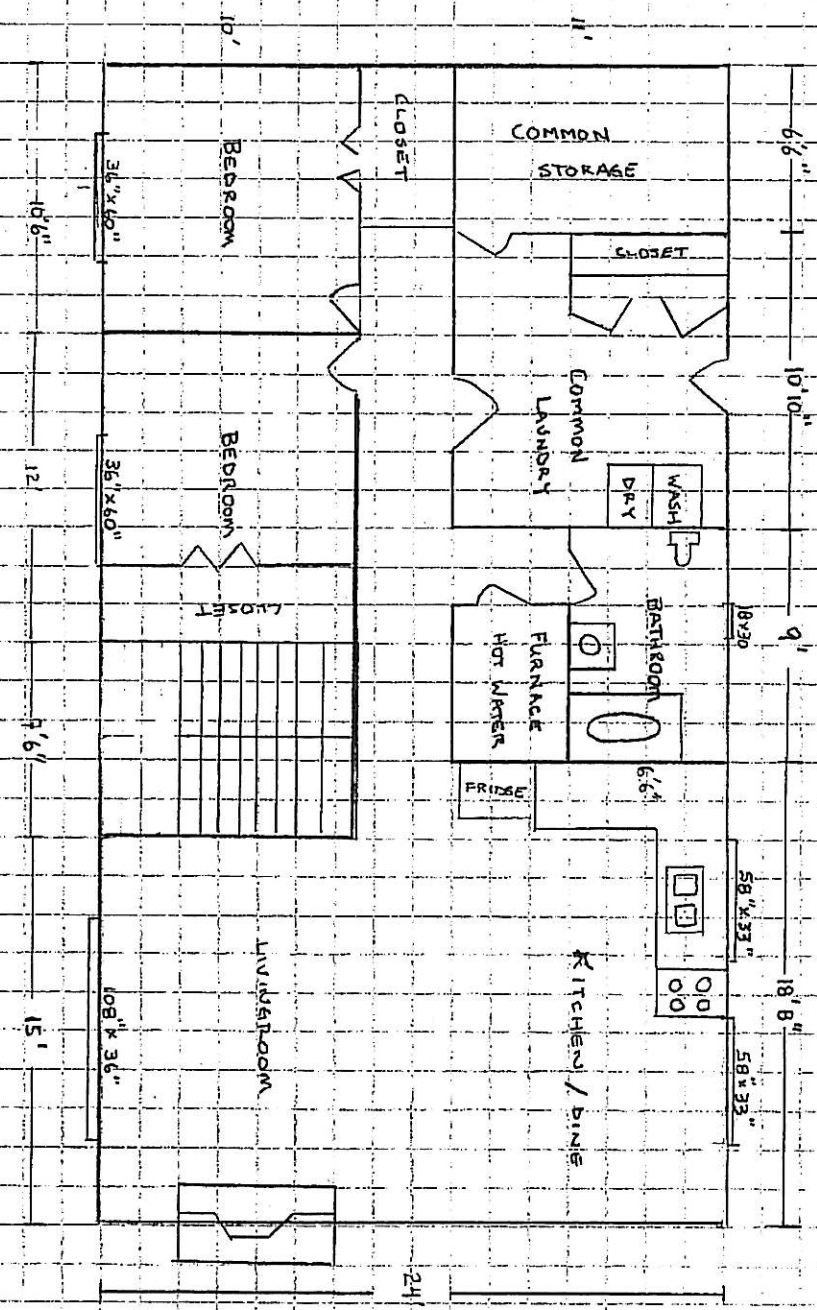 10'
11'
6'6"
10'10"
9'
18'8"
COMMON
STORAGE
CLOSET
CLOSET
BEDROOM
36"x60"
10'6"
COMMON
LAUNDRY
WASH
DRY
BEDROOM
36"x60"
12'
CLOSET
BATHROOM
18x30
FURNACE
HOT WATER
6'6"
FRIDGE
7'6"
58"x33"
58"x33"
KITCHEN / DINE
LIVINGROOM
108" x 36"
15'
24'